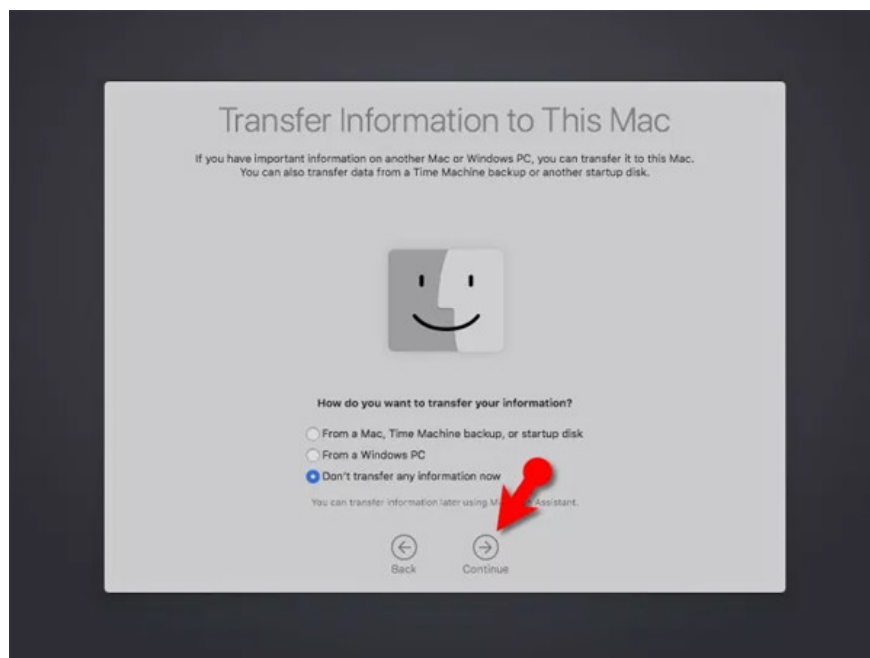 Transfer Information to This Mac
If you have important information on another Mac or Windows PC, you can transfer it to this Mac.
You can also transfer data from a Time Machine backup or another startup disk.
How do you want to transfer your information?
From a Mac, Time Machine backup, or startup disk
From a Windows PC
Don't transfer any information now
You can transfer information later using M Assistant.
Back
Continue